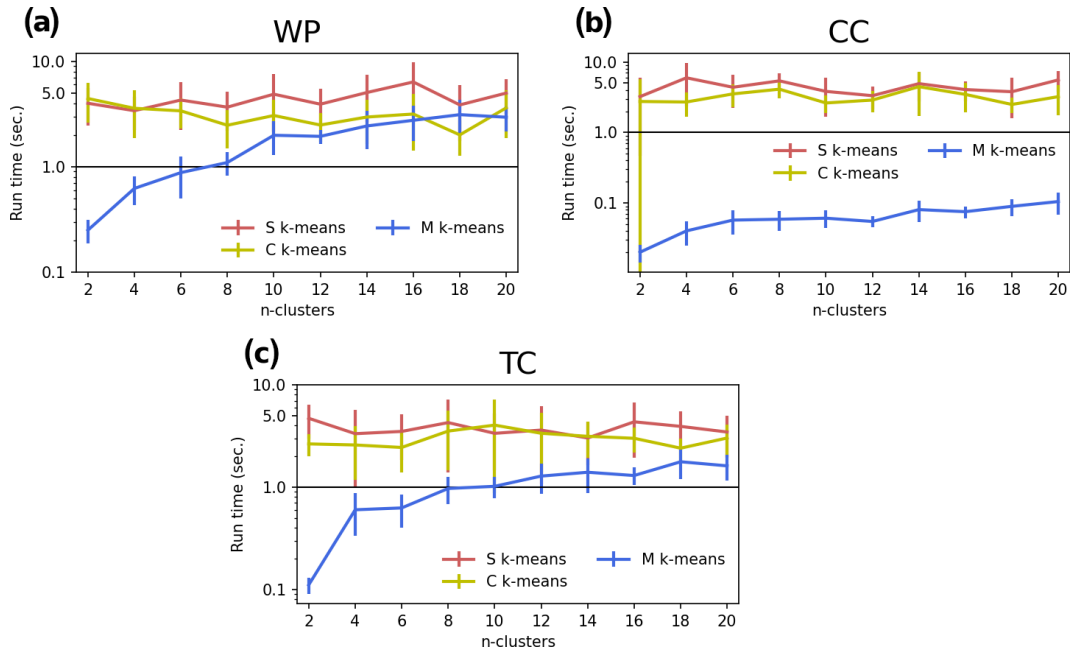 (a)
WP
10.0
5.0
1.0
0.1
Run time (sec.)
S k-means
C k-means
M k-means
2 4 6 8 10 12 14 16 18 20
n-clusters
(b)
CC
10.0
5.0
1.0
0.1
Run time (sec.)
S k-means
C k-means
M k-means
2 4 6 8 10 12 14 16 18 20
n-clusters
(c)
TC
10.0
5.0
1.0
0.1
Run time (sec.)
S k-means
C k-means
M k-means
2 4 6 8 10 12 14 16 18 20
n-clusters